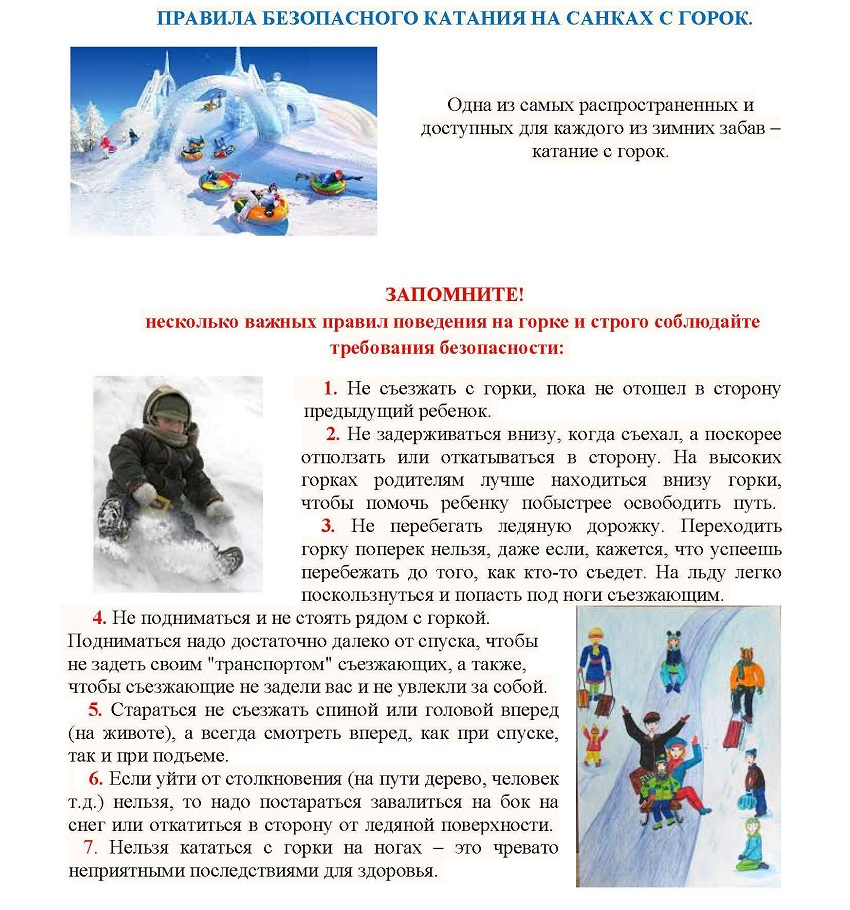 ПРАВИЛА БЕЗОПАСНОГО КАТАНИЯ НА САНКАХ С ГОРОК.
Одна из самых распространенных и
доступных для каждого из зимних забав –
катание с горок.
ЗАПОМНИТЕ!
несколько важных правил поведения на горке и строго соблюдайте
требования безопасности:
1. Не съезжать с горки, пока не отошел в сторону
предыдущий ребенок.
2. Не задерживаться внизу, когда съехал, а поскорее
отползать или откатываться в сторону. На высоких
горках родителям лучше находиться внизу горки,
чтобы помочь ребенку побыстрее освободить путь.
3. Не перебегать ледяную дорожку. Переходить
горку поперек нельзя, даже если, кажется, что успеешь
перебежать до того, как кто-то съедет. На льду легко
поскользнуться и попасть под ноги съезжающим.
4. Не подниматься и не стоять рядом с горкой.
Подниматься надо достаточно далеко от спуска, чтобы
не задеть своим "транспортом" съезжающих, а также,
чтобы съезжающие не задели вас и не увлекли за собой.
5. Стараться не съезжать спиной или головой вперед
(на животе), а всегда смотреть вперед, как при спуске,
так и при подъеме.
6. Если уйти от столкновения (на пути дерево, человек
т.д.) нельзя, то надо постараться завалиться на бок на
снег или откатиться в сторону от ледяной поверхности.
7. Нельзя кататься с горки на ногах – это чревато
неприятными последствиями для здоровья.